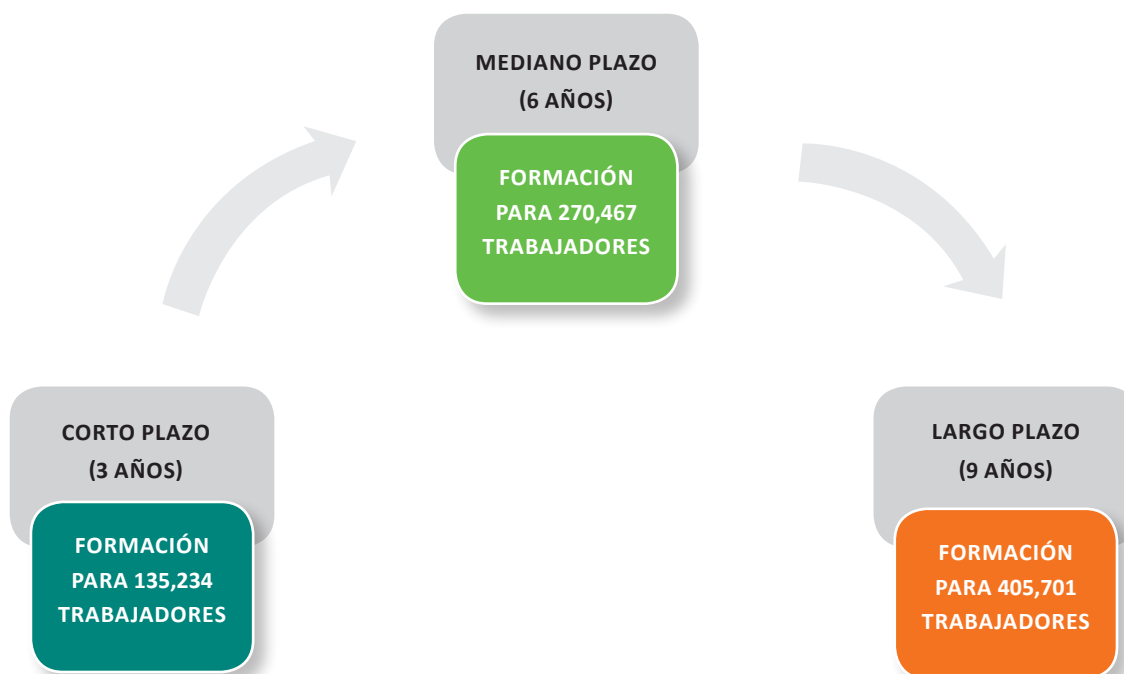 MEDIANO PLAZO
(6 AÑOS)
FORMACIÓN
PARA 270,467
TRABAJADORES
CORTO PLAZO
(3 AÑOS)
FORMACIÓN
PARA 135,234
TRABAJADORES
LARGO PLAZO
(9 AÑOS)
FORMACIÓN
PARA 405,701
TRABAJADORES